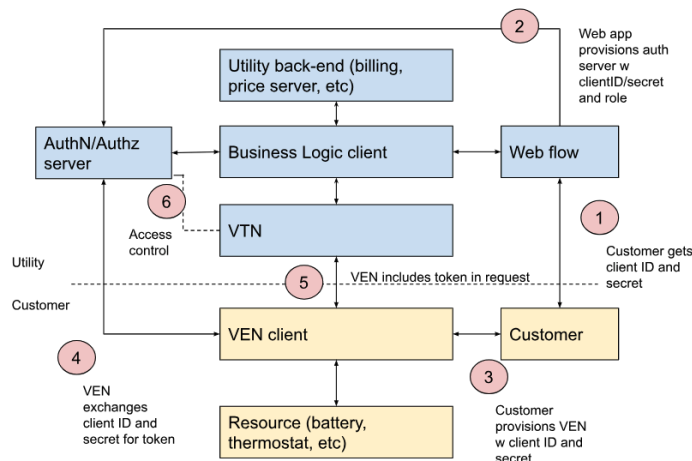 2
Web app
provisions auth
server w
clientID/secret
and role
Utility back-end (billing,
price server, etc)
AuthN/Authz
server
Business Logic client
Web flow
6
Access
control
VTN
1
Customer gets
client ID and
secret
Utility
5
VEN includes token in request
Customer
VEN client
Customer
4
VEN
exchanges
client ID and
secret for token
3
Customer
provisions VEN
w client ID and
secret
Resource (battery,
thermostat, etc)